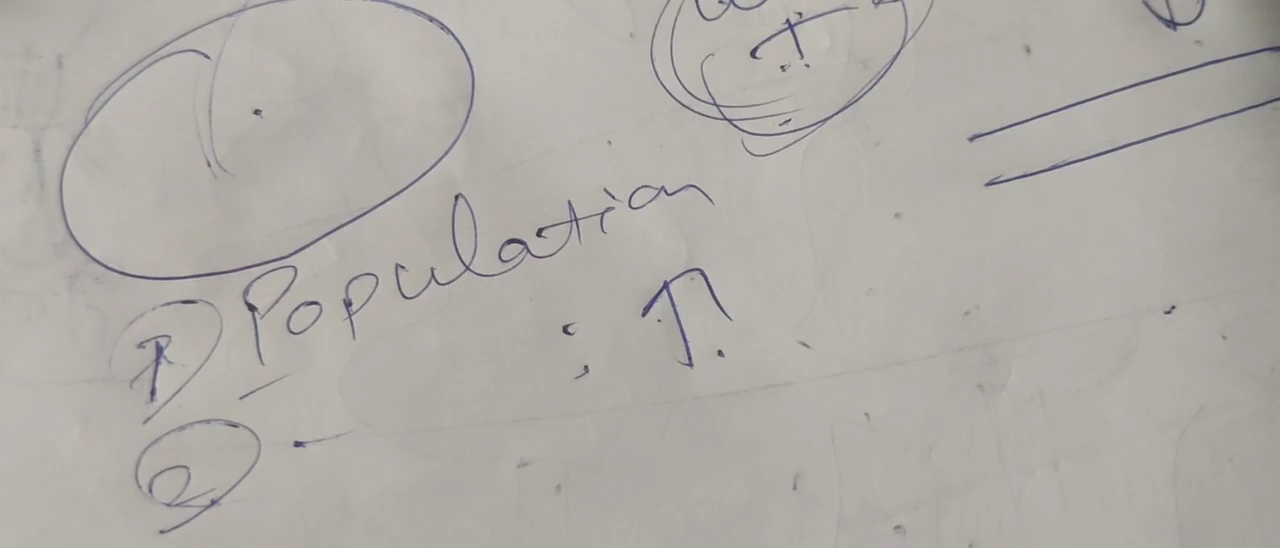 ① Population
: ↑
②